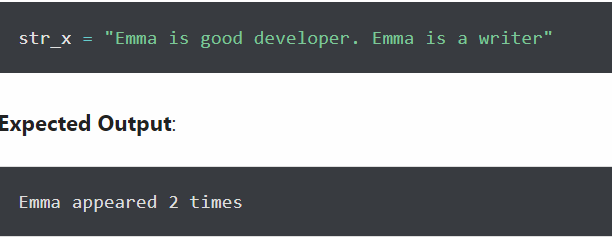 str_x = "Emma is good developer. Emma is a writer"
Expected Output:
Emma appeared 2 times